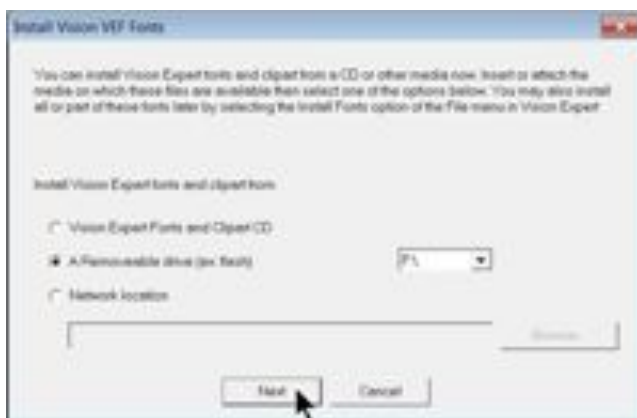 Install Vision VEF Fonts
You can install Vision Expert fonts and clipart from a CD or other media now. Insert or attach the
media on which these files are available then select one of the options below. You may also install
all or part of these fonts later by selecting the Install Fonts option of the File menu in Vision Expert
Install Vision Expert fonts and clipart from
Vision Expert Fonts and Clipart CD
A Removeable drive (ex. flash)
F:\
Network location
Browse
Next
Cancel